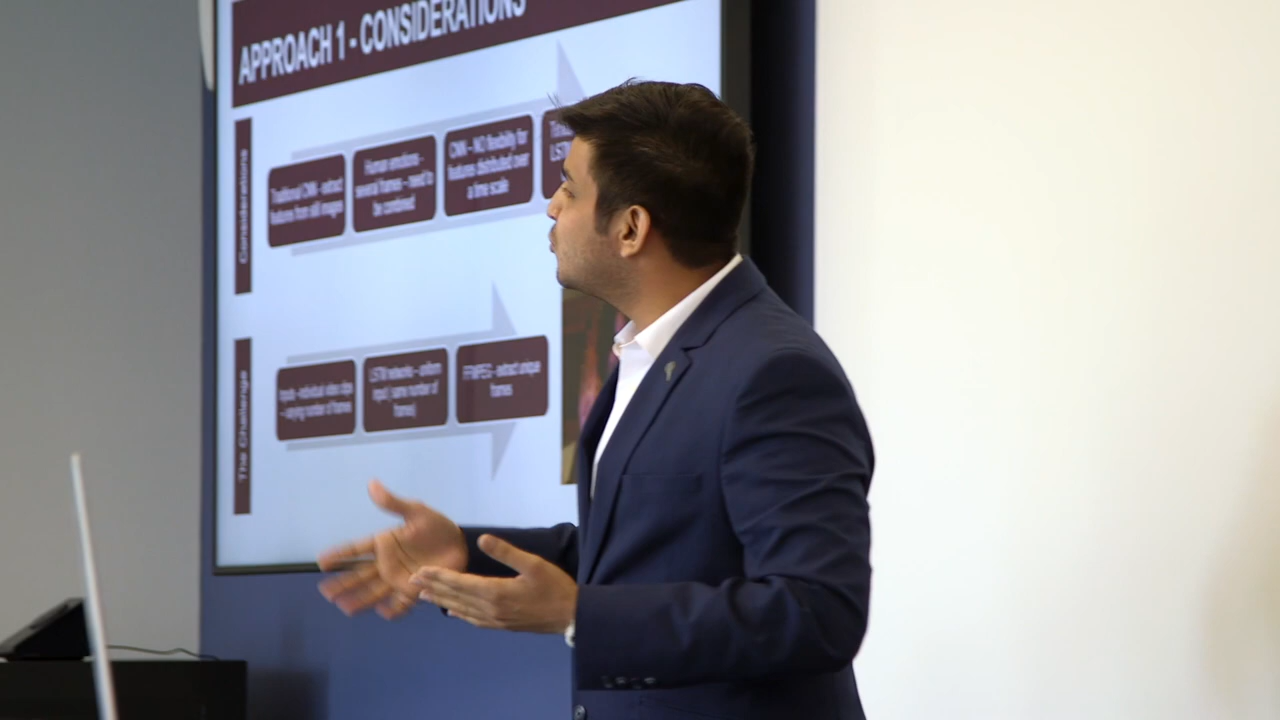 APPROACH 1 - CONSIDERATIONS
Considerations
Traditional CNN - extract
features from still images
Human emotions -
several frames – need to
be combined
CNN – NO flexibility for
features distributed over
a time scale
LSTM
The Challenge
Inputs - individual video
– varying number of frames
LSTM networks – uniform
input ( same number of
frames)
FFMPEG - extract unique
frames